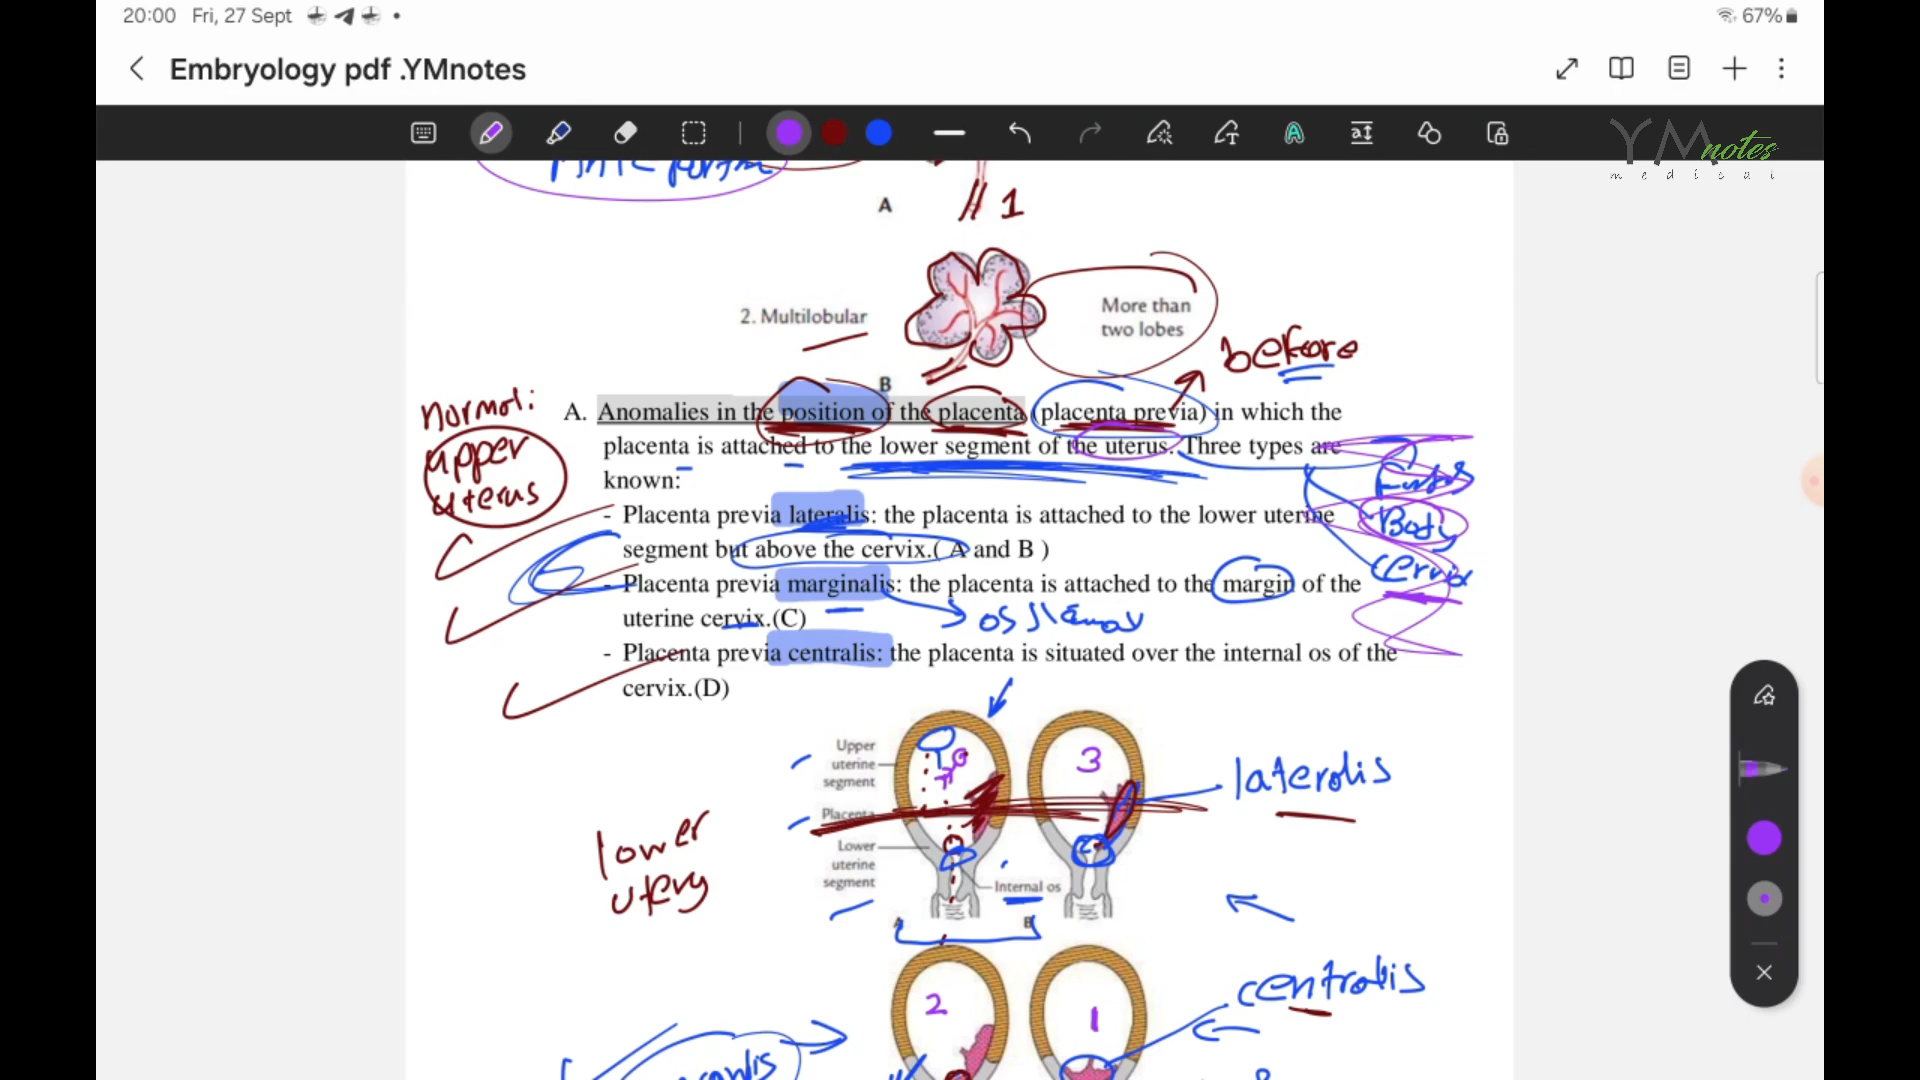 20:00 Fri, 27 Sept
67%
Embryology pdf .YMnotes
YMnotes
medical
A
1
2. Multilobular
More than
two lobes
before
B
normal:
upper
uterus
A. Anomalies in the position of the placenta (placenta previa) in which the
placenta is attached to the lower segment of the uterus. Three types are
known:
Body
cervix
- Placenta previa lateralis: the placenta is attached to the lower uterine
segment but above the cervix.( A and B )
- Placenta previa marginalis: the placenta is attached to the margin of the
uterine cervix.(C)
- Placenta previa centralis: the placenta is situated over the internal os of the
cervix.(D)
Upper
uterine
segment
Placenta
Lower
uterine
segment
Internal os
3
lateralis
lower
A
B
2
1
centralis